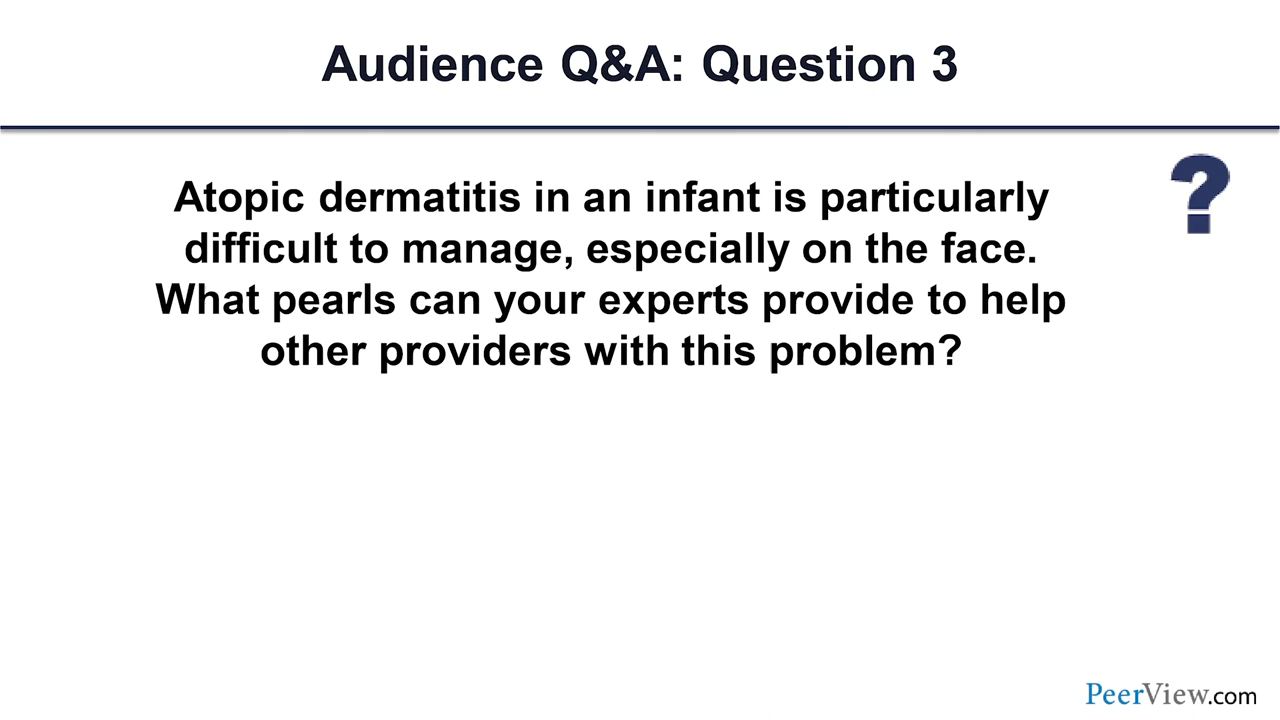 Audience Q&A: Question 3
Atopic dermatitis in an infant is particularly
difficult to manage, especially on the face.
What pearls can your experts provide to help
other providers with this problem?
?
PeerView.com